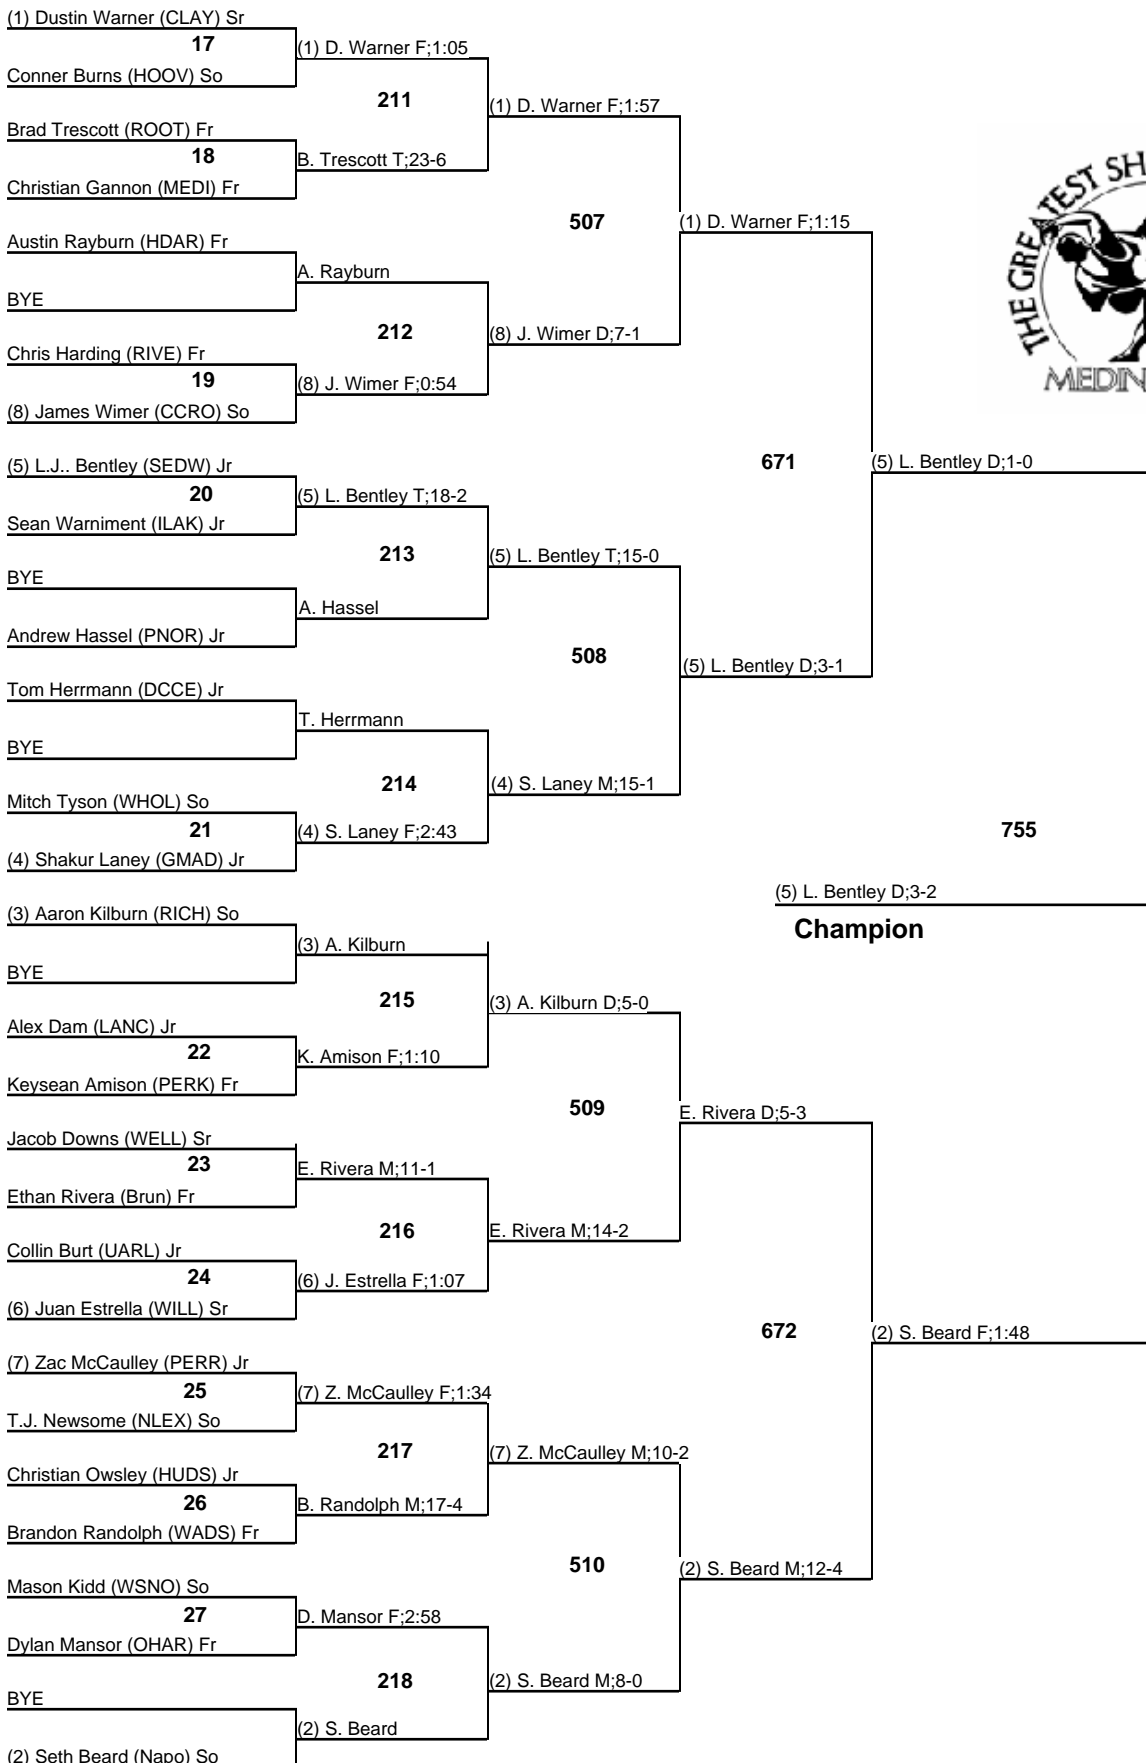 (1) Dustin Warner (CLAY) Sr
17
(1) D. Warner F;1:05
Conner Burns (HOOV) So
211
(1) D. Warner F;1:57
Brad Trescott (ROOT) Fr
18
B. Trescott T;23-6
Christian Gannon (MEDI) Fr
507
(1) D. Warner F;1:15
Austin Rayburn (HDAR) Fr
A. Rayburn
BYE
212
(8) J. Wimer D;7-1
Chris Harding (RIVE) Fr
19
(8) J. Wimer F;0:54
(8) James Wimer (CCRO) So
THE GREATEST SH
MEDIN
671
(5) L. Bentley D;1-0
(5) L.J.. Bentley (SEDW) Jr
20
(5) L. Bentley T;18-2
Sean Warniment (ILAK) Jr
213
(5) L. Bentley T;15-0
BYE
A. Hassel
Andrew Hassel (PNOR) Jr
508
(5) L. Bentley D;3-1
Tom Herrmann (DCCE) Jr
T. Herrmann
BYE
214
(4) S. Laney M;15-1
Mitch Tyson (WHOL) So
21
(4) S. Laney F;2:43
(4) Shakur Laney (GMAD) Jr
755
(5) L. Bentley D;3-2
Champion
(3) Aaron Kilburn (RICH) So
(3) A. Kilburn
BYE
215
(3) A. Kilburn D;5-0
Alex Dam (LANC) Jr
22
K. Amison F;1:10
Keysean Amison (PERK) Fr
509
E. Rivera D;5-3
Jacob Downs (WELL) Sr
23
E. Rivera M;11-1
Ethan Rivera (Brun) Fr
216
E. Rivera M;14-2
Collin Burt (UARL) Jr
24
(6) J. Estrella F;1:07
(6) Juan Estrella (WILL) Sr
672
(2) S. Beard F;1:48
(7) Zac McCaulley (PERR) Jr
25
(7) Z. McCaulley F;1:34
T.J. Newsome (NLEX) So
217
(7) Z. McCaulley M;10-2
Christian Owsley (HUDS) Jr
26
B. Randolph M;17-4
Brandon Randolph (WADS) Fr
510
(2) S. Beard M;12-4
Mason Kidd (WSNO) So
27
D. Mansor F;2:58
Dylan Mansor (OHAR) Fr
218
(2) S. Beard M;8-0
BYE
(2) S. Beard
(2) Seth Beard (Napo) So